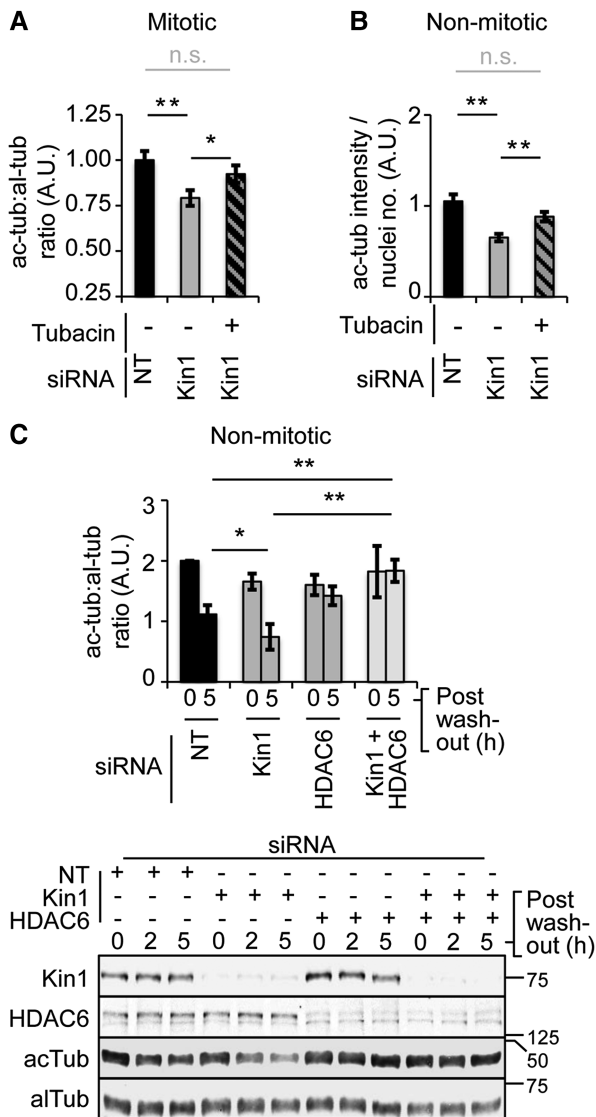 A
Mitotic
n.s.
**
*
ac-tub:al-tub
ratio (A.U.)
1.25
1.00
0.75
0.50
0.25
Tubacin - - +
siRNA NT Kin1 Kin1
B
Non-mitotic
n.s.
**
**
ac-tub intensity /
nuclei no. (A.U.)
2
1
0
Tubacin - - +
siRNA NT Kin1 Kin1
C
Non-mitotic
**
**
*
ac-tub:al-tub
ratio (A.U.)
3
2
1
0
0 5 0 5 0 5 0 5
Post
wash-
out (h)
siRNA NT Kin1 HDAC6 Kin1 +
HDAC6
siRNA
NT + + + - - - - - - - - -
Kin1 - - - + + + - - - + + +
HDAC6 - - - - - - + + + + + +
0 2 5 0 2 5 0 2 5 0 2 5
Post
wash-
out (h)
Kin1
75
HDAC6
125
acTub
50
75
alTub